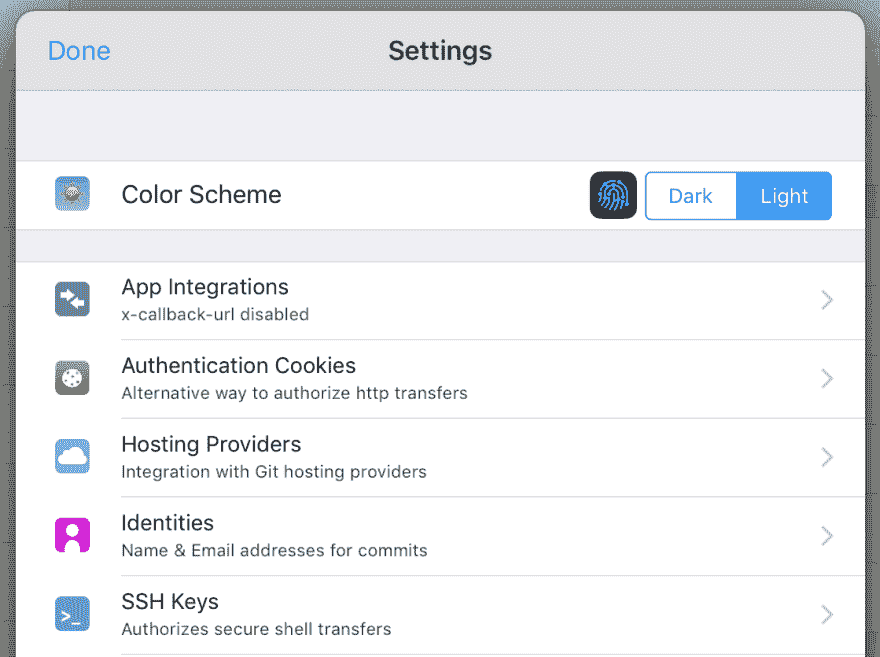 Done
Settings
Color Scheme
Dark
Light
App Integrations
x-callback-url disabled
Authentication Cookies
Alternative way to authorize http transfers
Hosting Providers
Integration with Git hosting providers
Identities
Name & Email addresses for commits
SSH Keys
Authorizes secure shell transfers